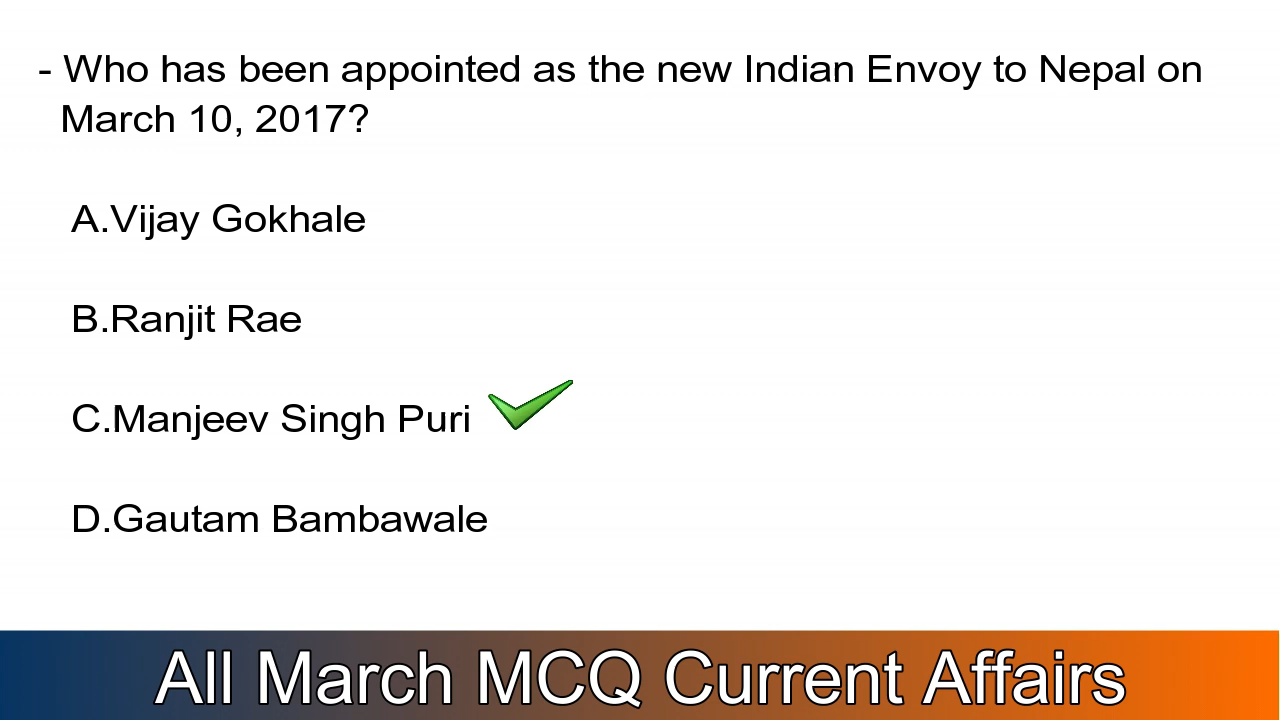 - Who has been appointed as the new Indian Envoy to Nepal on
March 10, 2017?
A.Vijay Gokhale
B.Ranjit Rae
C.Manjeev Singh Puri
D.Gautam Bambawale
All March MCQ Current Affairs